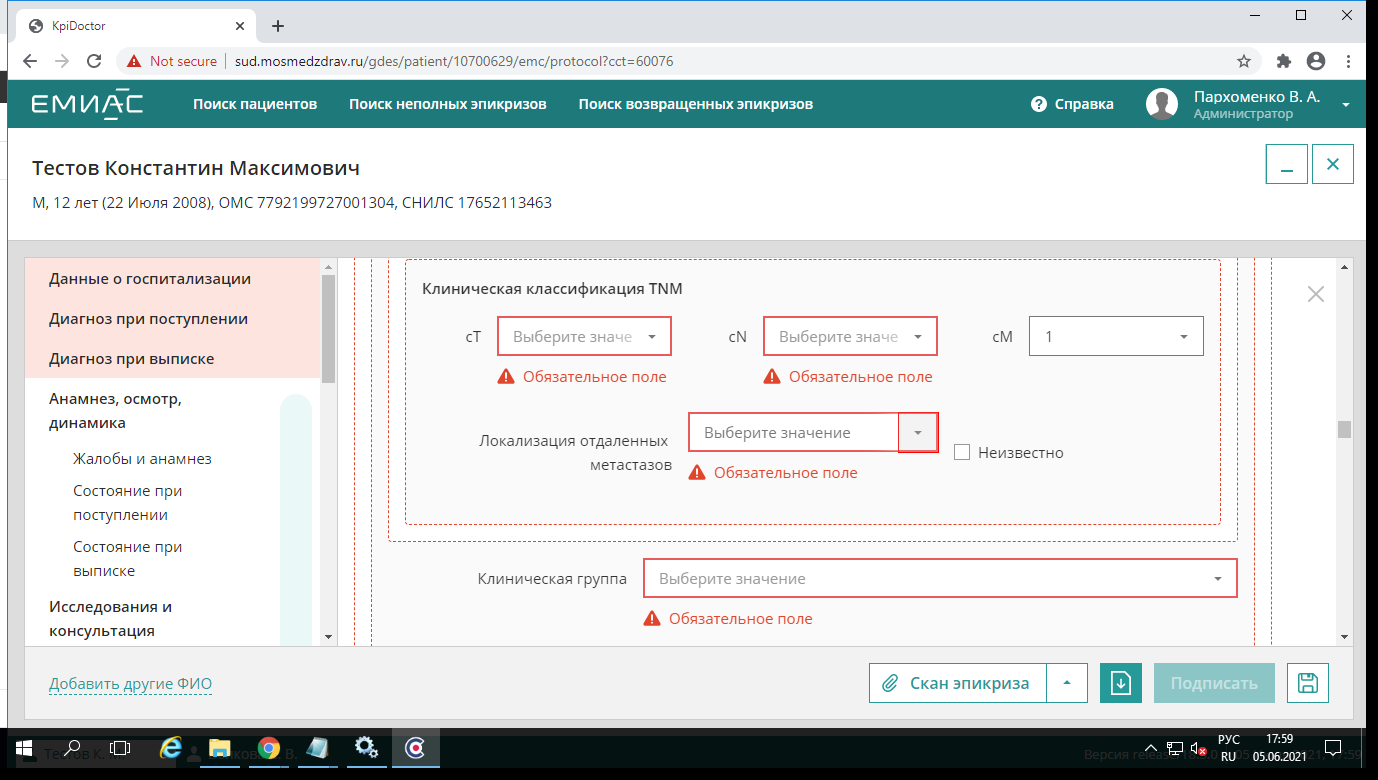 KpiDoctor
Not secure
sud.mosmedzdrav.ru/gdes/patient/10700629/emc/protocol?cct=60076
ЕМИАС
Поиск пациентов
Поиск неполных эпикризов
Поиск возвращенных эпикризов
? Справка
Пархоменко В. А.
Администратор
Тестов Константин Максимович
М, 12 лет (22 Июля 2008), ОМС 7792199727001304, СНИЛС 17652113463
Данные о госпитализации
Диагноз при поступлении
Диагноз при выписке
Анамнез, осмотр,
динамика
Жалобы и анамнез
Состояние при
поступлении
Состояние при
выписке
Исследования и
консультация
Клиническая классификация TNM
cT
Выберите значе
cN
Выберите значе
cM
1
Обязательное поле
Обязательное поле
Локализация отдаленных
метастазов
Выберите значение
Неизвестно
Обязательное поле
Клиническая группа
Выберите значение
Обязательное поле
Добавить другие ФИО
Скан эпикриза
Подписать
Тестов К. М.
Версия release
РУС
RU
17:59
05.06.2021